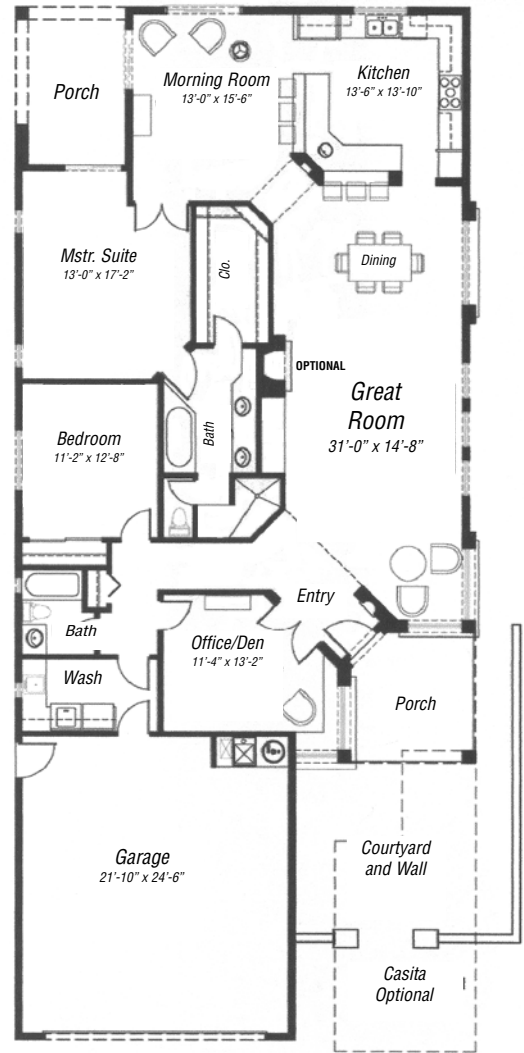 Morning Room
13'-0" x 15'-6"
Kitchen
13'-6" x 13'-10"
Porch
Mstr. Suite
13'-0" x 17'-2"
Clo.
Dining
OPTIONAL
Great
Room
31'-0" x 14'-8"
Bedroom
11'-2" x 12'-8"
Bath
Entry
Bath
Office/Den
11'-4" x 13'-2"
Wash
Porch
Garage
21'-10" x 24'-6"
Courtyard
and Wall
Casita
Optional